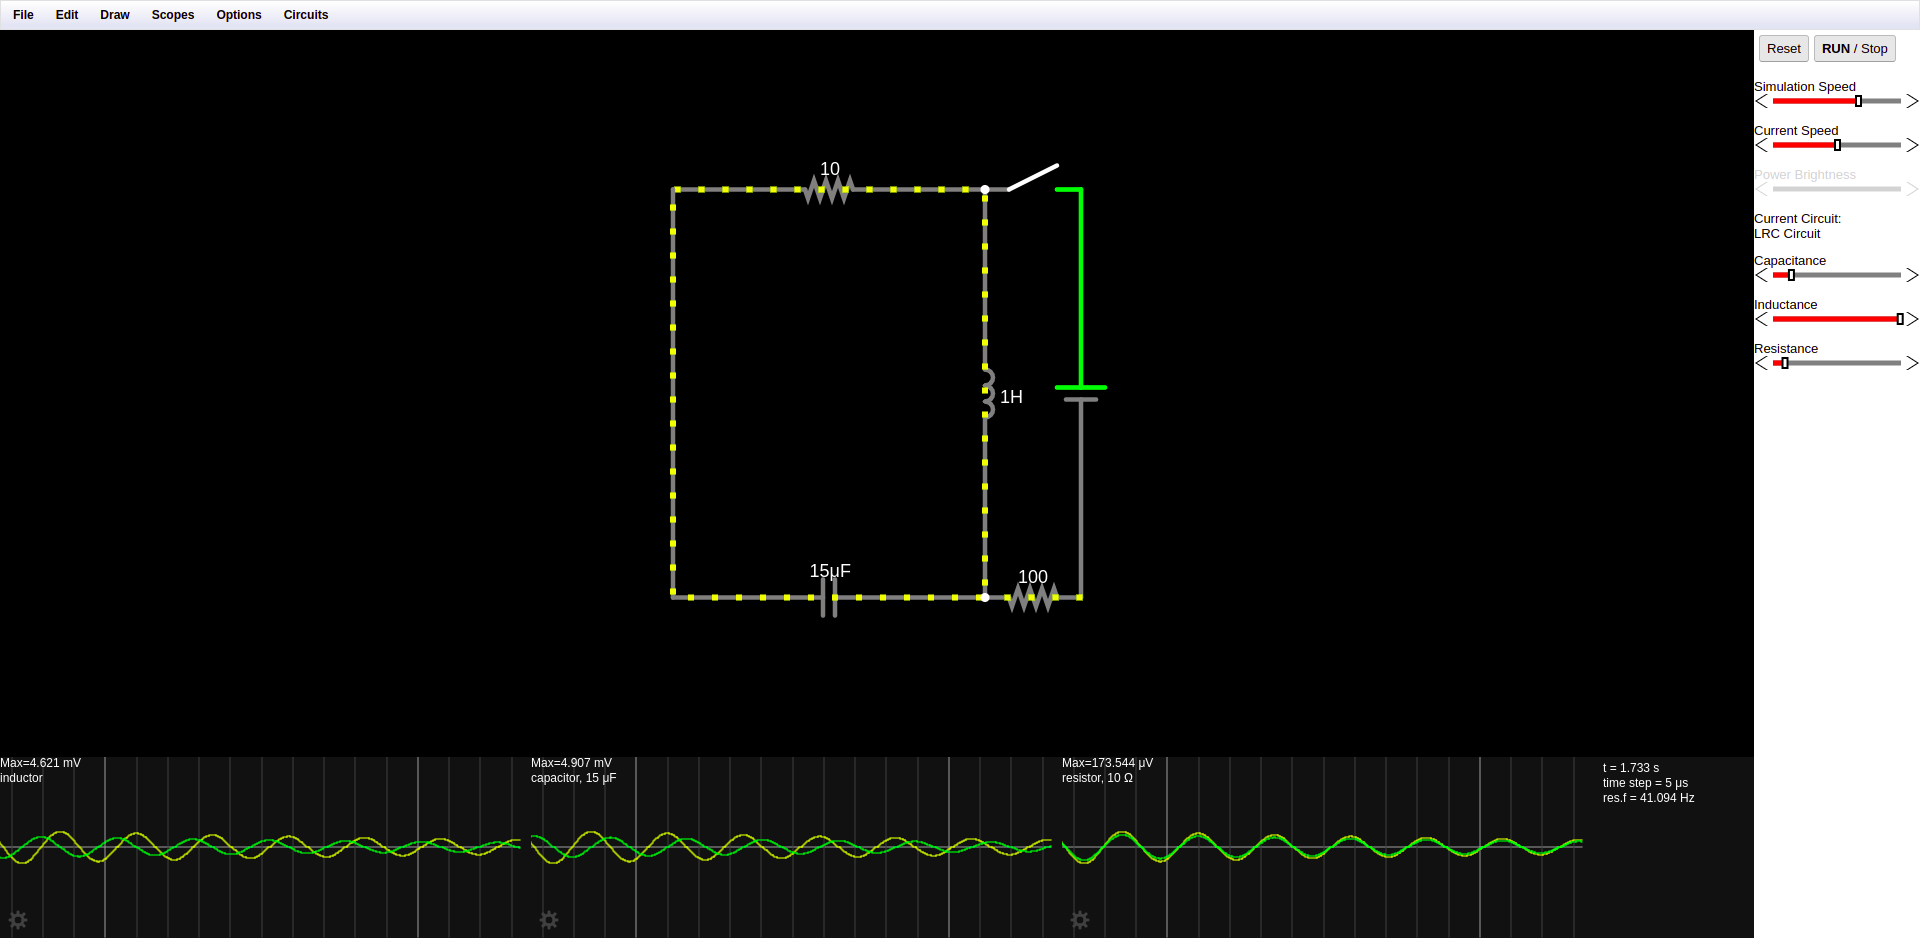 File Edit Draw Scopes Options Circuits
Reset RUN / Stop
Simulation Speed
Current Speed
Power Brightness
Current Circuit:
LRC Circuit
Capacitance
Inductance
Resistance
10
1H
15μF
100
Max=4.621 mV
inductor
Max=4.907 mV
capacitor, 15 μF
Max=173.544 μV
resistor, 10 Ω
t = 1.733 s
time step = 5 μs
res.f = 41.094 Hz